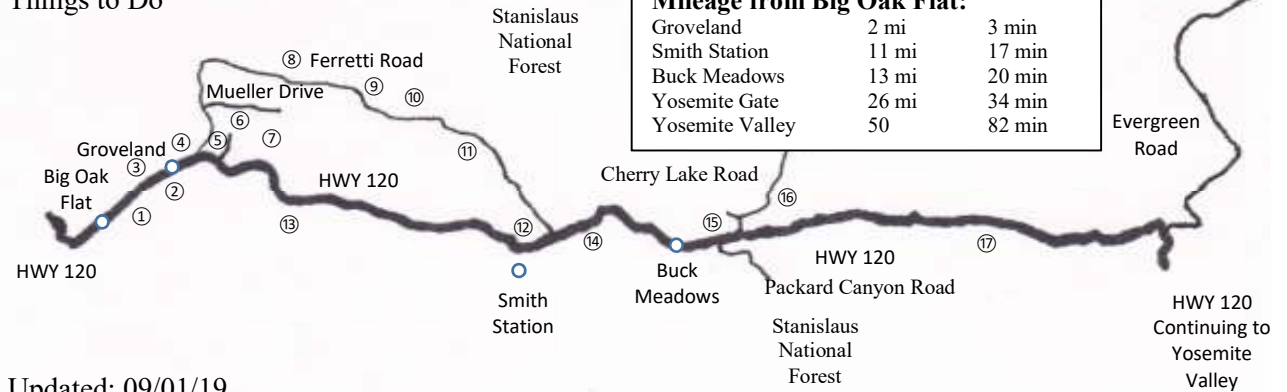 Things to Do
Stanislaus
National
Forest
Mileage from Big Oak Flat:
Groveland 2 mi 3 min
Smith Station 11 mi 17 min
Buck Meadows 13 mi 20 min
Yosemite Gate 26 mi 34 min
Yosemite Valley 50 82 min
⑧ Ferretti Road
⑨
⑩
Mueller Drive
⑥
④ ⑤ ⑦
Groveland
③
②
⑪
Evergreen
Road
Big Oak
Flat
①
HWY 120
Cherry Lake Road
⑯
⑬
⑫
⑭
⑮
⑰
HWY 120
HWY 120
Buck
Meadows
Packard Canyon Road
Smith
Station
Stanislaus
National
Forest
HWY 120
Continuing to
Yosemite
Valley
Updated: 09/01/19